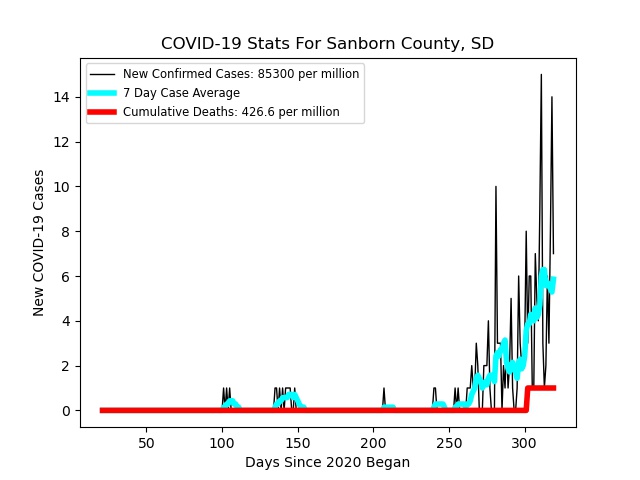 COVID-19 Stats For Sanborn County, SD
New Confirmed Cases: 85300 per million
7 Day Case Average
Cumulative Deaths: 426.6 per million
14
12
10
8
6
4
2
0
New COVID-19 Cases
50 100 150 200 250 300
Days Since 2020 Began